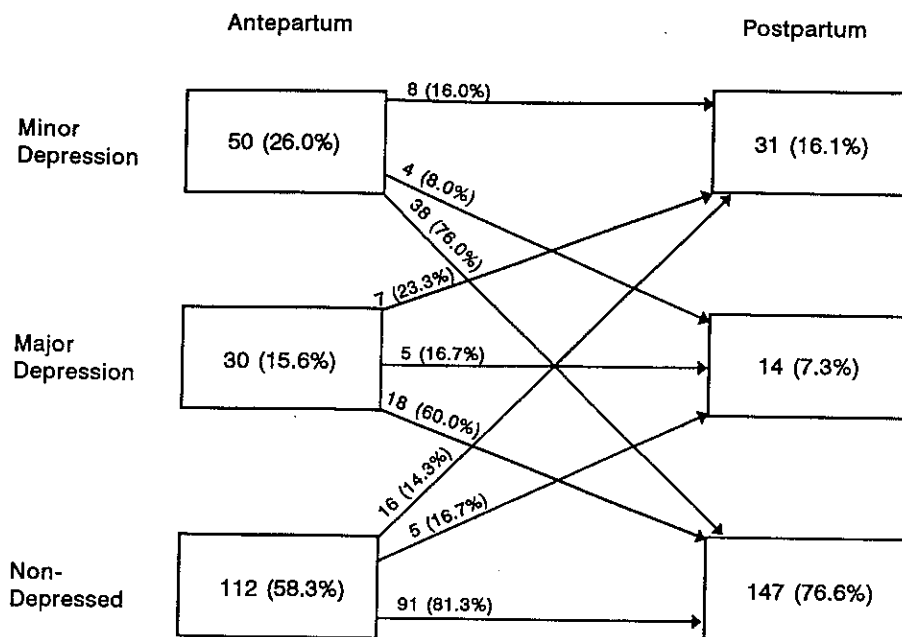 Antepartum
Postpartum
Minor
Depression
50 (26.0%)
8 (16.0%)
4 (8.0%)
38 (76.0%)
31 (16.1%)
Major
Depression
30 (15.6%)
7 (23.3%)
5 (16.7%)
18 (60.0%)
14 (7.3%)
Non-
Depressed
112 (58.3%)
16 (14.3%)
5 (16.7%)
91 (81.3%)
147 (76.6%)